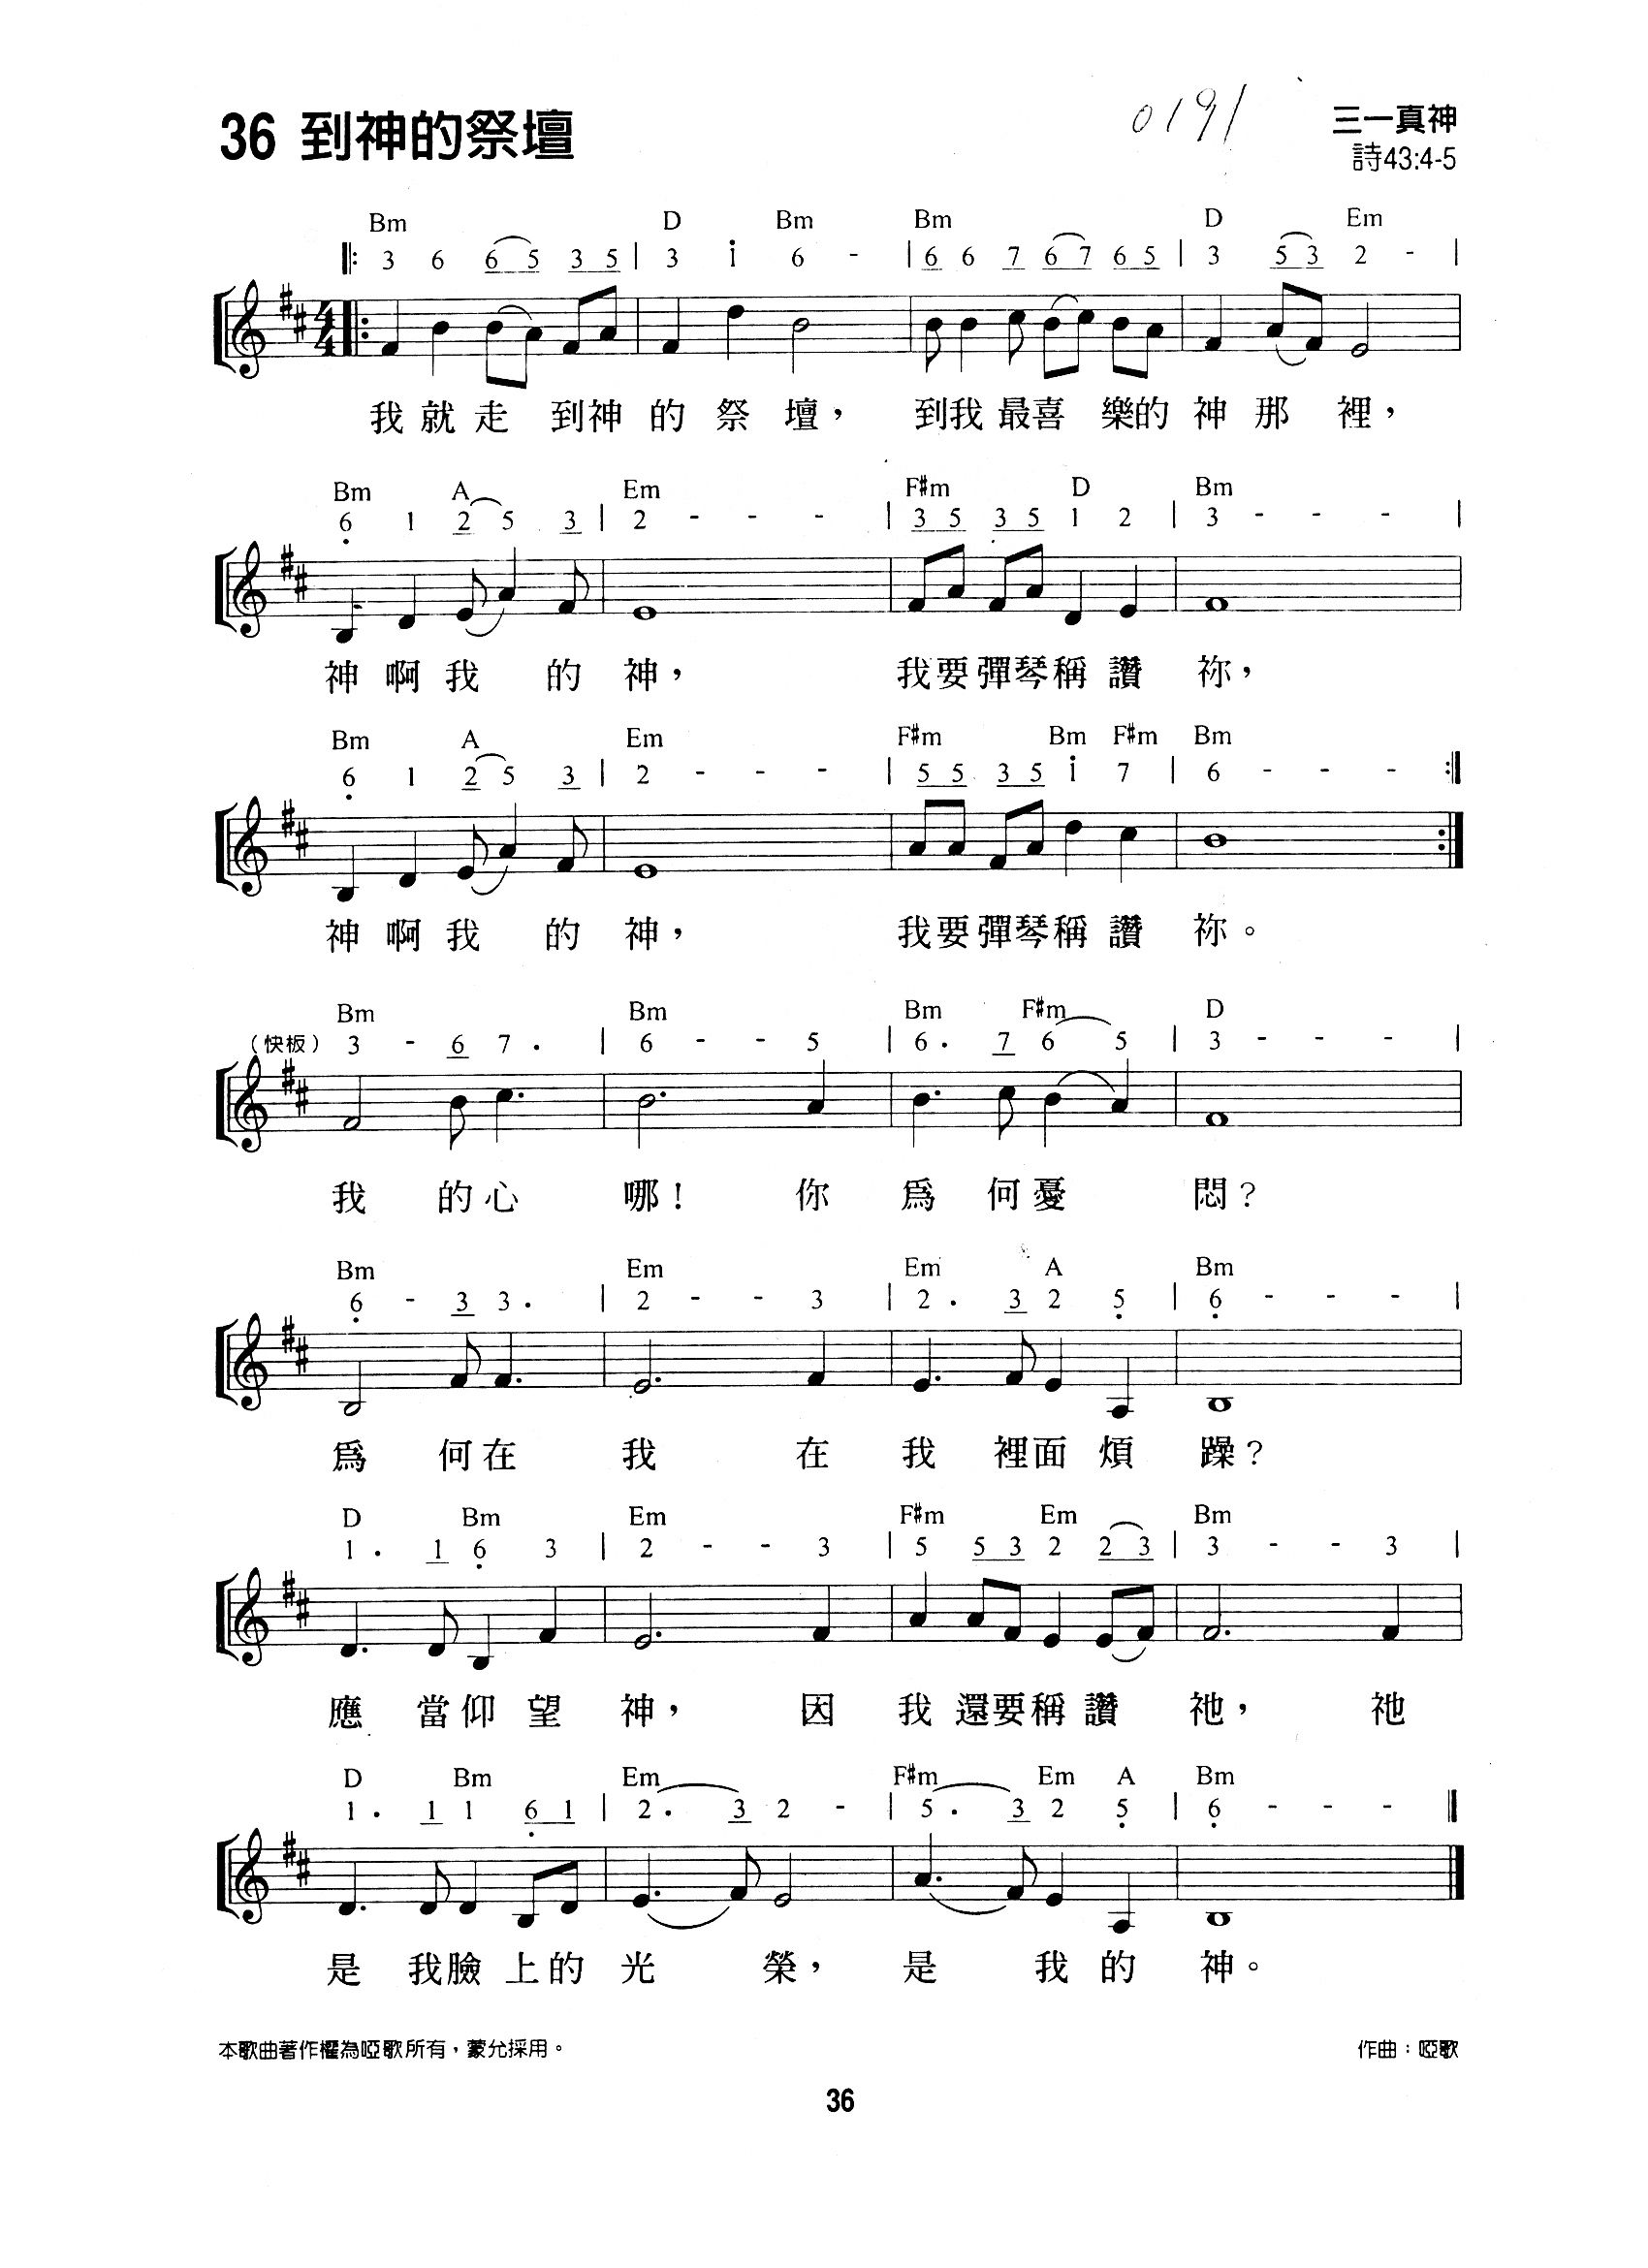 36 到神的祭壇
0191
三一真神
詩43:4-5
Bm D Bm Bm D Em
3 6 6 5 3 5 | 3 i 6 - | 6 6 7 6 7 6 5 | 3 5 3 2 - |
4/4
我就走 到神的祭壇， 到我最喜 樂的神那裡，
Bm A Em F#m D Bm
6 1 2 5 3 | 2 - - - | 3 5 3 5 1 2 | 3 - - - |
神啊我 的神， 我要彈琴稱讚 祢，
Bm A Em F#m Bm F#m Bm
6 1 2 5 3 | 2 - - - | 5 5 3 5 i 7 | 6 - - - :|
神啊我 的神， 我要彈琴稱讚 祢。
Bm Bm Bm F#m D
（快板） 3 - 6 7 . | 6 - - 5 | 6 . 7 6 5 | 3 - - - |
我 的心 哪！ 你 爲 何憂 悶？
Bm Em Em A Bm
6 - 3 3 . | 2 - - 3 | 2 . 3 2 5 | 6 - - - |
爲 何在 我 在 我 裡面煩 躁？
D Bm Em F#m Em Bm
1 . 1 6 3 | 2 - - 3 | 5 5 3 2 2 3 | 3 - - 3 |
應 當仰望 神， 因 我還要稱讚 祂， 祂
D Bm Em F#m Em A Bm
1 . 1 1 6 1 | 2 . 3 2 - | 5 . 3 2 5 | 6 - - - ‖
是 我臉上的光 榮， 是 我的 神。
本歌曲著作權為啞歌所有，蒙允採用。
作曲：啞歌
36